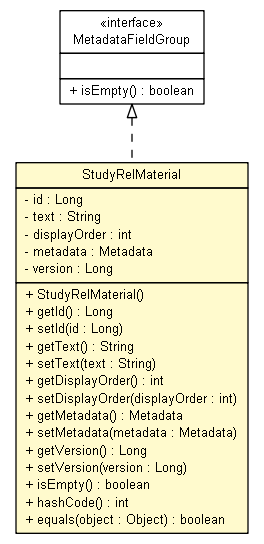 «interface»
MetadataFieldGroup
+ isEmpty() : boolean
StudyRelMaterial
- id : Long
- text : String
- displayOrder : int
- metadata : Metadata
- version : Long
+ StudyRelMaterial()
+ getId() : Long
+ setId(id : Long)
+ getText() : String
+ setText(text : String)
+ getDisplayOrder() : int
+ setDisplayOrder(displayOrder : int)
+ getMetadata() : Metadata
+ setMetadata(metadata : Metadata)
+ getVersion() : Long
+ setVersion(version : Long)
+ isEmpty() : boolean
+ hashCode() : int
+ equals(object : Object) : boolean